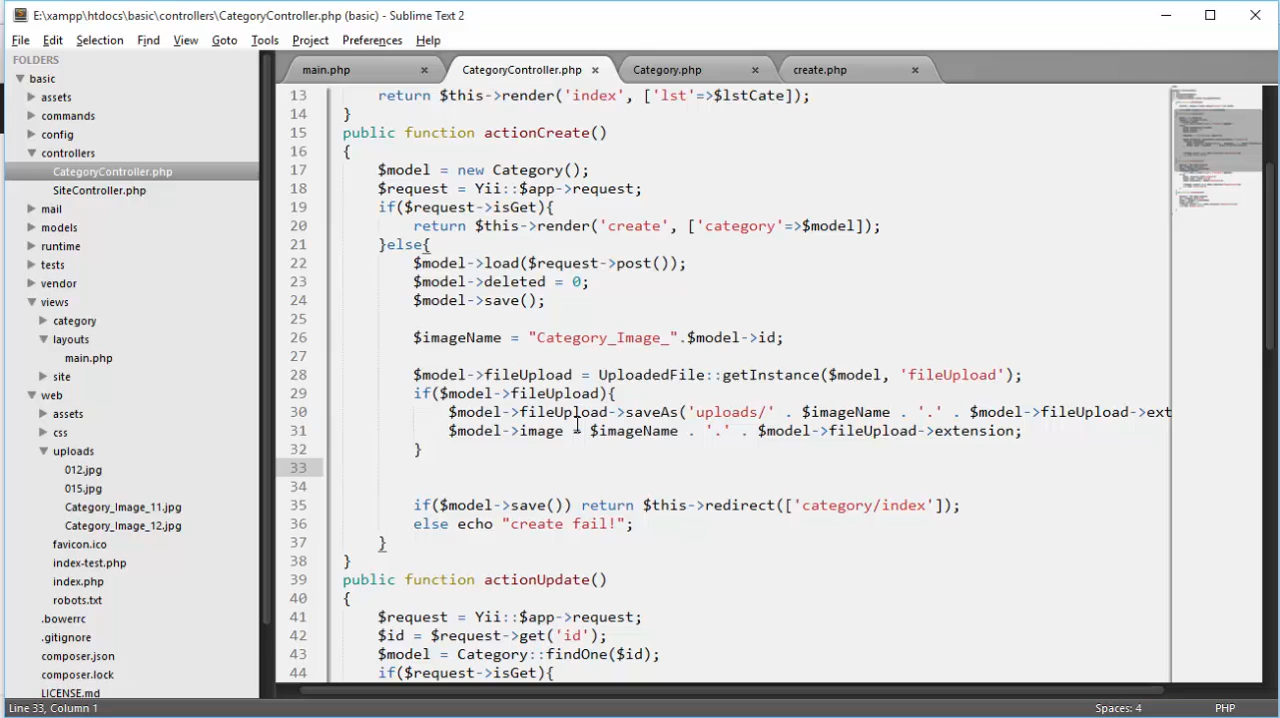 E:\xampp\htdocs\basic\controllers\CategoryController.php (basic) - Sublime Text 2
File Edit Selection Find View Goto Tools Project Preferences Help
FOLDERS
basic
assets
commands
config
controllers
CategoryController.php
SiteController.php
mail
models
runtime
tests
vendor
views
category
layouts
main.php
site
web
assets
css
uploads
012.jpg
015.jpg
Category_Image_11.jpg
Category_Image_12.jpg
favicon.ico
index-test.php
index.php
robots.txt
.bowerrc
.gitignore
composer.json
composer.lock
LICENSE.md
main.php CategoryController.php Category.php create.php
13 return $this->render('index', ['lst'=>$lstCate]);
14 }
15 public function actionCreate()
16 {
17 $model = new Category();
18 $request = Yii::$app->request;
19 if($request->isGet){
20 return $this->render('create', ['category'=>$model]);
21 }else{
22 $model->load($request->post());
23 $model->deleted = 0;
24 $model->save();
25
26 $imageName = "Category_Image_".$model->id;
27
28 $model->fileUpload = UploadedFile::getInstance($model, 'fileUpload');
29 if($model->fileUpload){
30 $model->fileUpload->saveAs('uploads/' . $imageName . '.' . $model->fileUpload->ext
31 $model->image = $imageName . '.' . $model->fileUpload->extension;
32 }
33
34
35 if($model->save()) return $this->redirect(['category/index']);
36 else echo "create fail!";
37 }
38 }
39 public function actionUpdate()
40 {
41 $request = Yii::$app->request;
42 $id = $request->get('id');
43 $model = Category::findOne($id);
44 if($request->isGet){
Line 33, Column 1 Spaces: 4 PHP